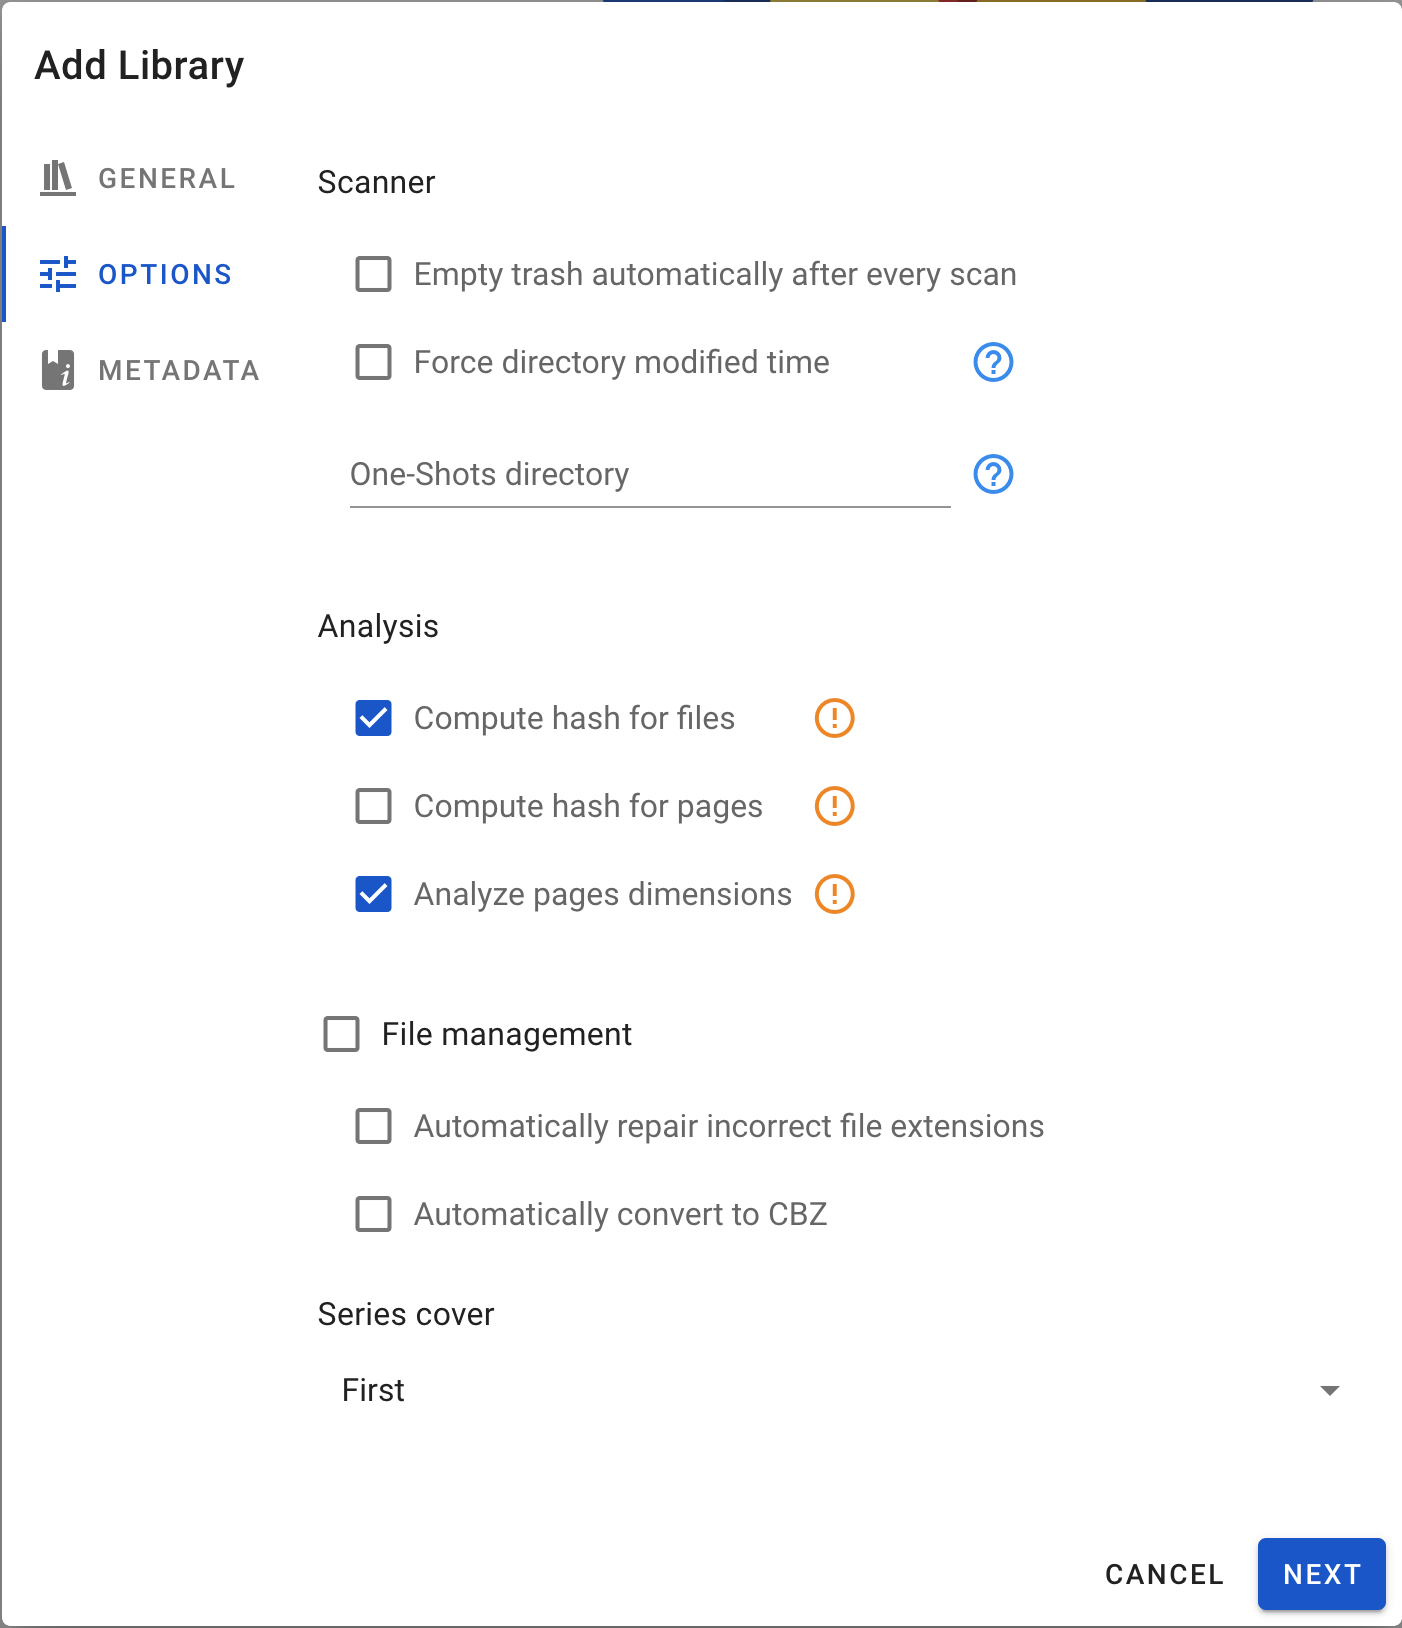 Add Library
GENERAL
OPTIONS
METADATA
Scanner
Empty trash automatically after every scan
Force directory modified time
One-Shots directory
Analysis
Compute hash for files
Compute hash for pages
Analyze pages dimensions
File management
Automatically repair incorrect file extensions
Automatically convert to CBZ
Series cover
First
CANCEL
NEXT